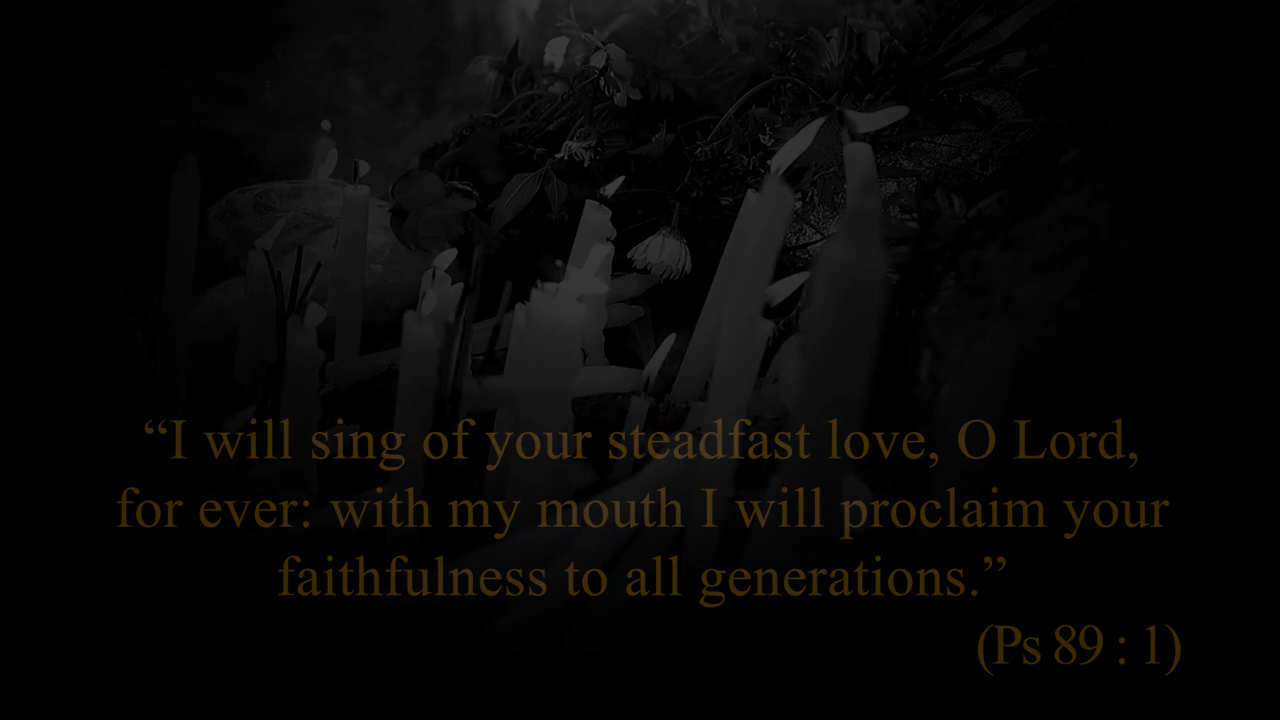 “I will sing of your steadfast love, O Lord,
for ever: with my mouth I will proclaim your
faithfulness to all generations.”
(Ps 89 : 1)